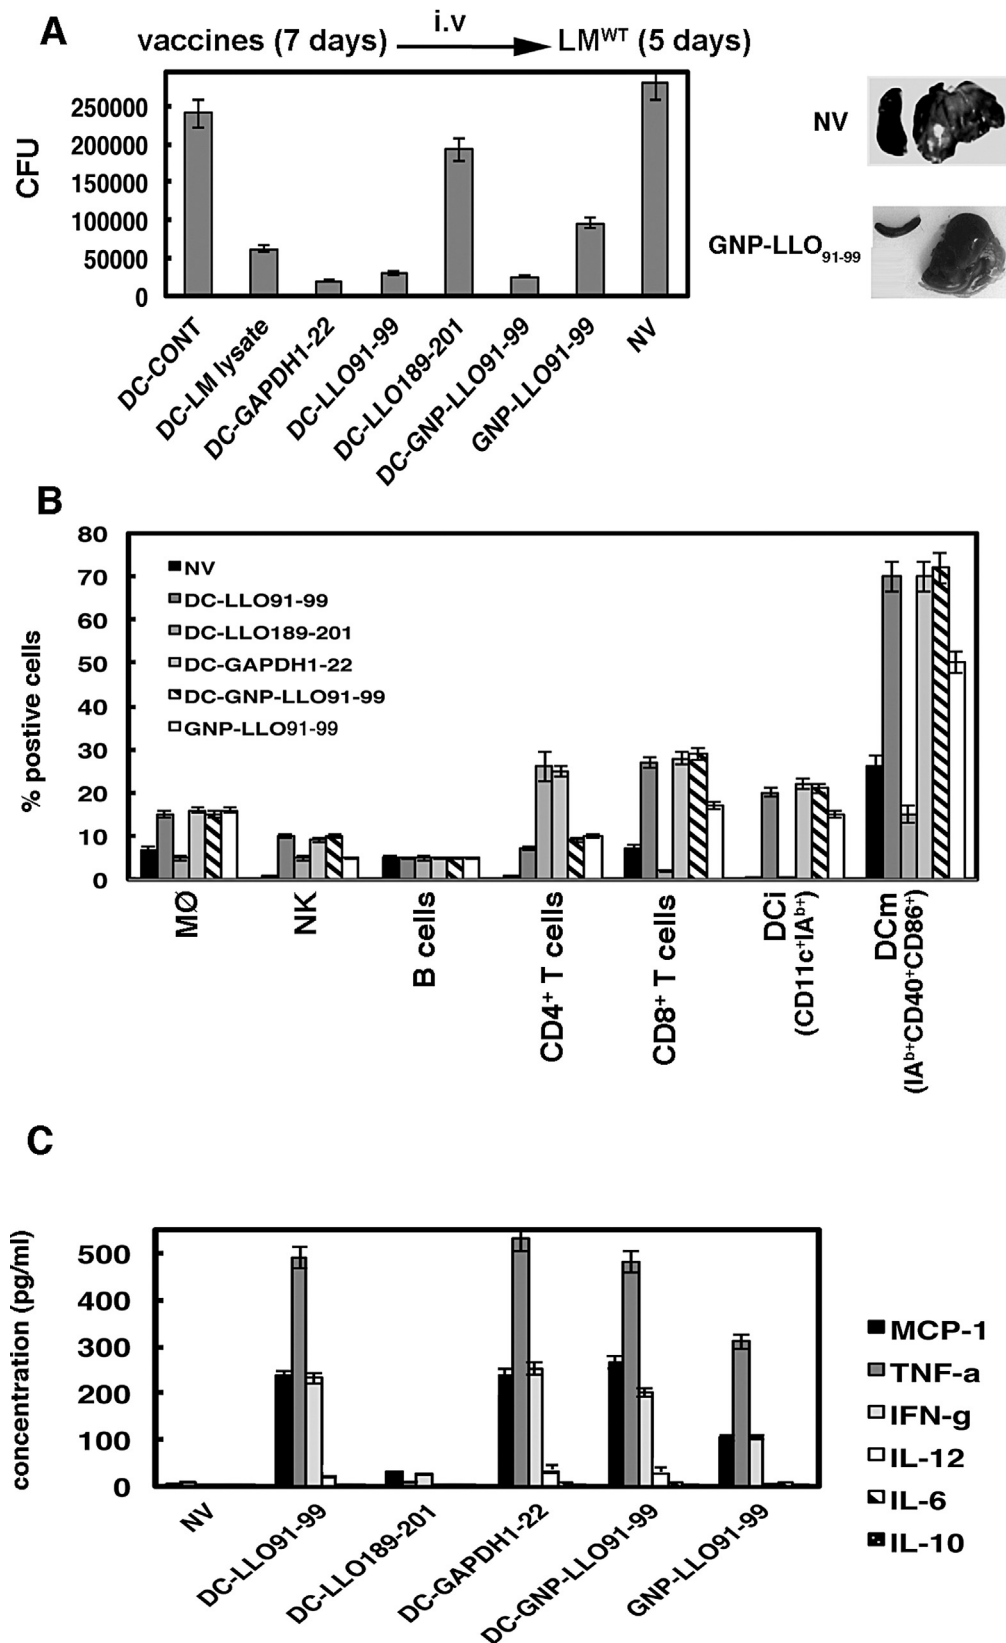 A
i.v
vaccines (7 days) LMWT (5 days)
CFU
250000
200000
150000
100000
50000
0
DC-CONT
DC-LM lysate
DC-GAPDH1-22
DC-LLO91-99
DC-LLO189-201
DC-GNP-LLO91-99
GNP-LLO91-99
NV
NV
GNP-LLO91-99
B
% postive cells
80
70
60
50
40
30
20
10
0
NV
DC-LLO91-99
DC-LLO189-201
DC-GAPDH1-22
DC-GNP-LLO91-99
GNP-LLO91-99
MØ
NK
B cells
CD4+ T cells
CD8+ T cells
DCi
(CD11c+IAb+)
DCm
(IAb+CD40+CD86+)
C
concentration (pg/ml)
500
400
300
200
100
0
NV
DC-LLO91-99
DC-LLO189-201
DC-GAPDH1-22
DC-GNP-LLO91-99
GNP-LLO91-99
MCP-1
TNF-a
IFN-g
IL-12
IL-6
IL-10